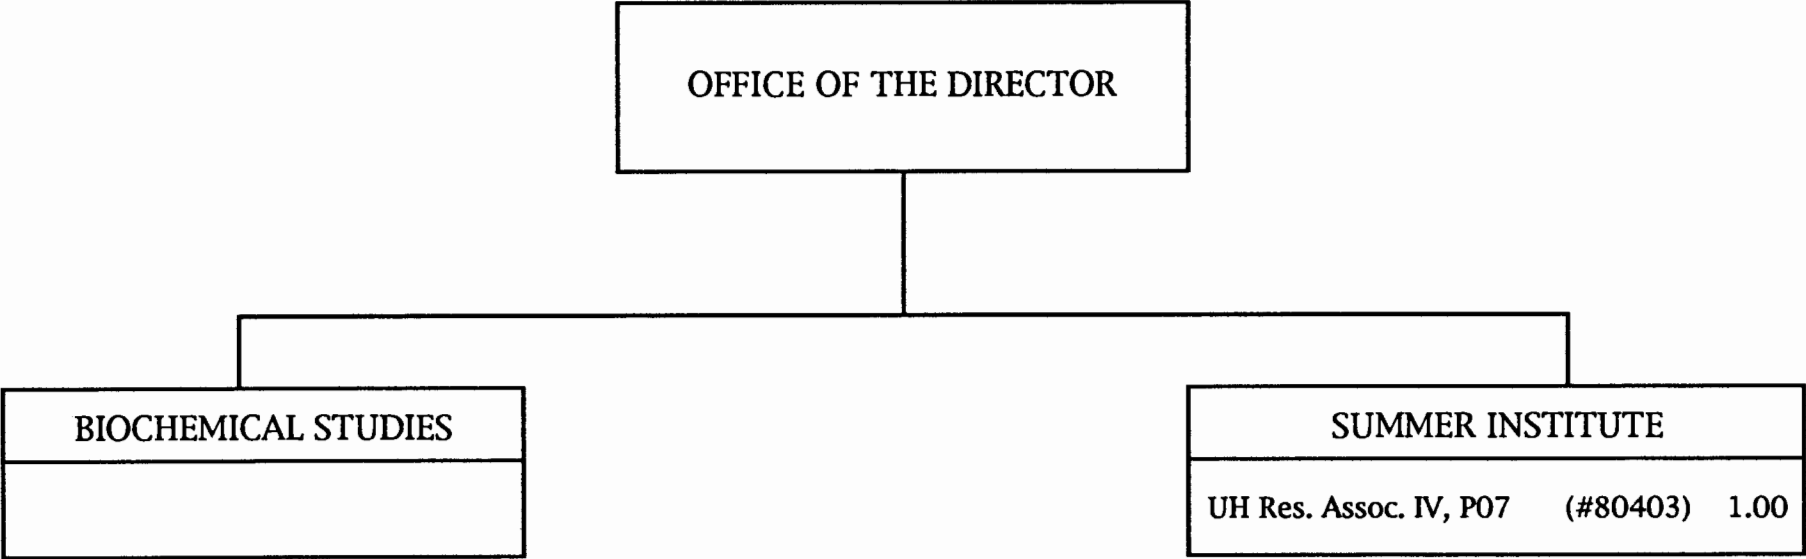 OFFICE OF THE DIRECTOR
BIOCHEMICAL STUDIES
SUMMER INSTITUTE
UH Res. Assoc. IV, P07 (#80403) 1.00